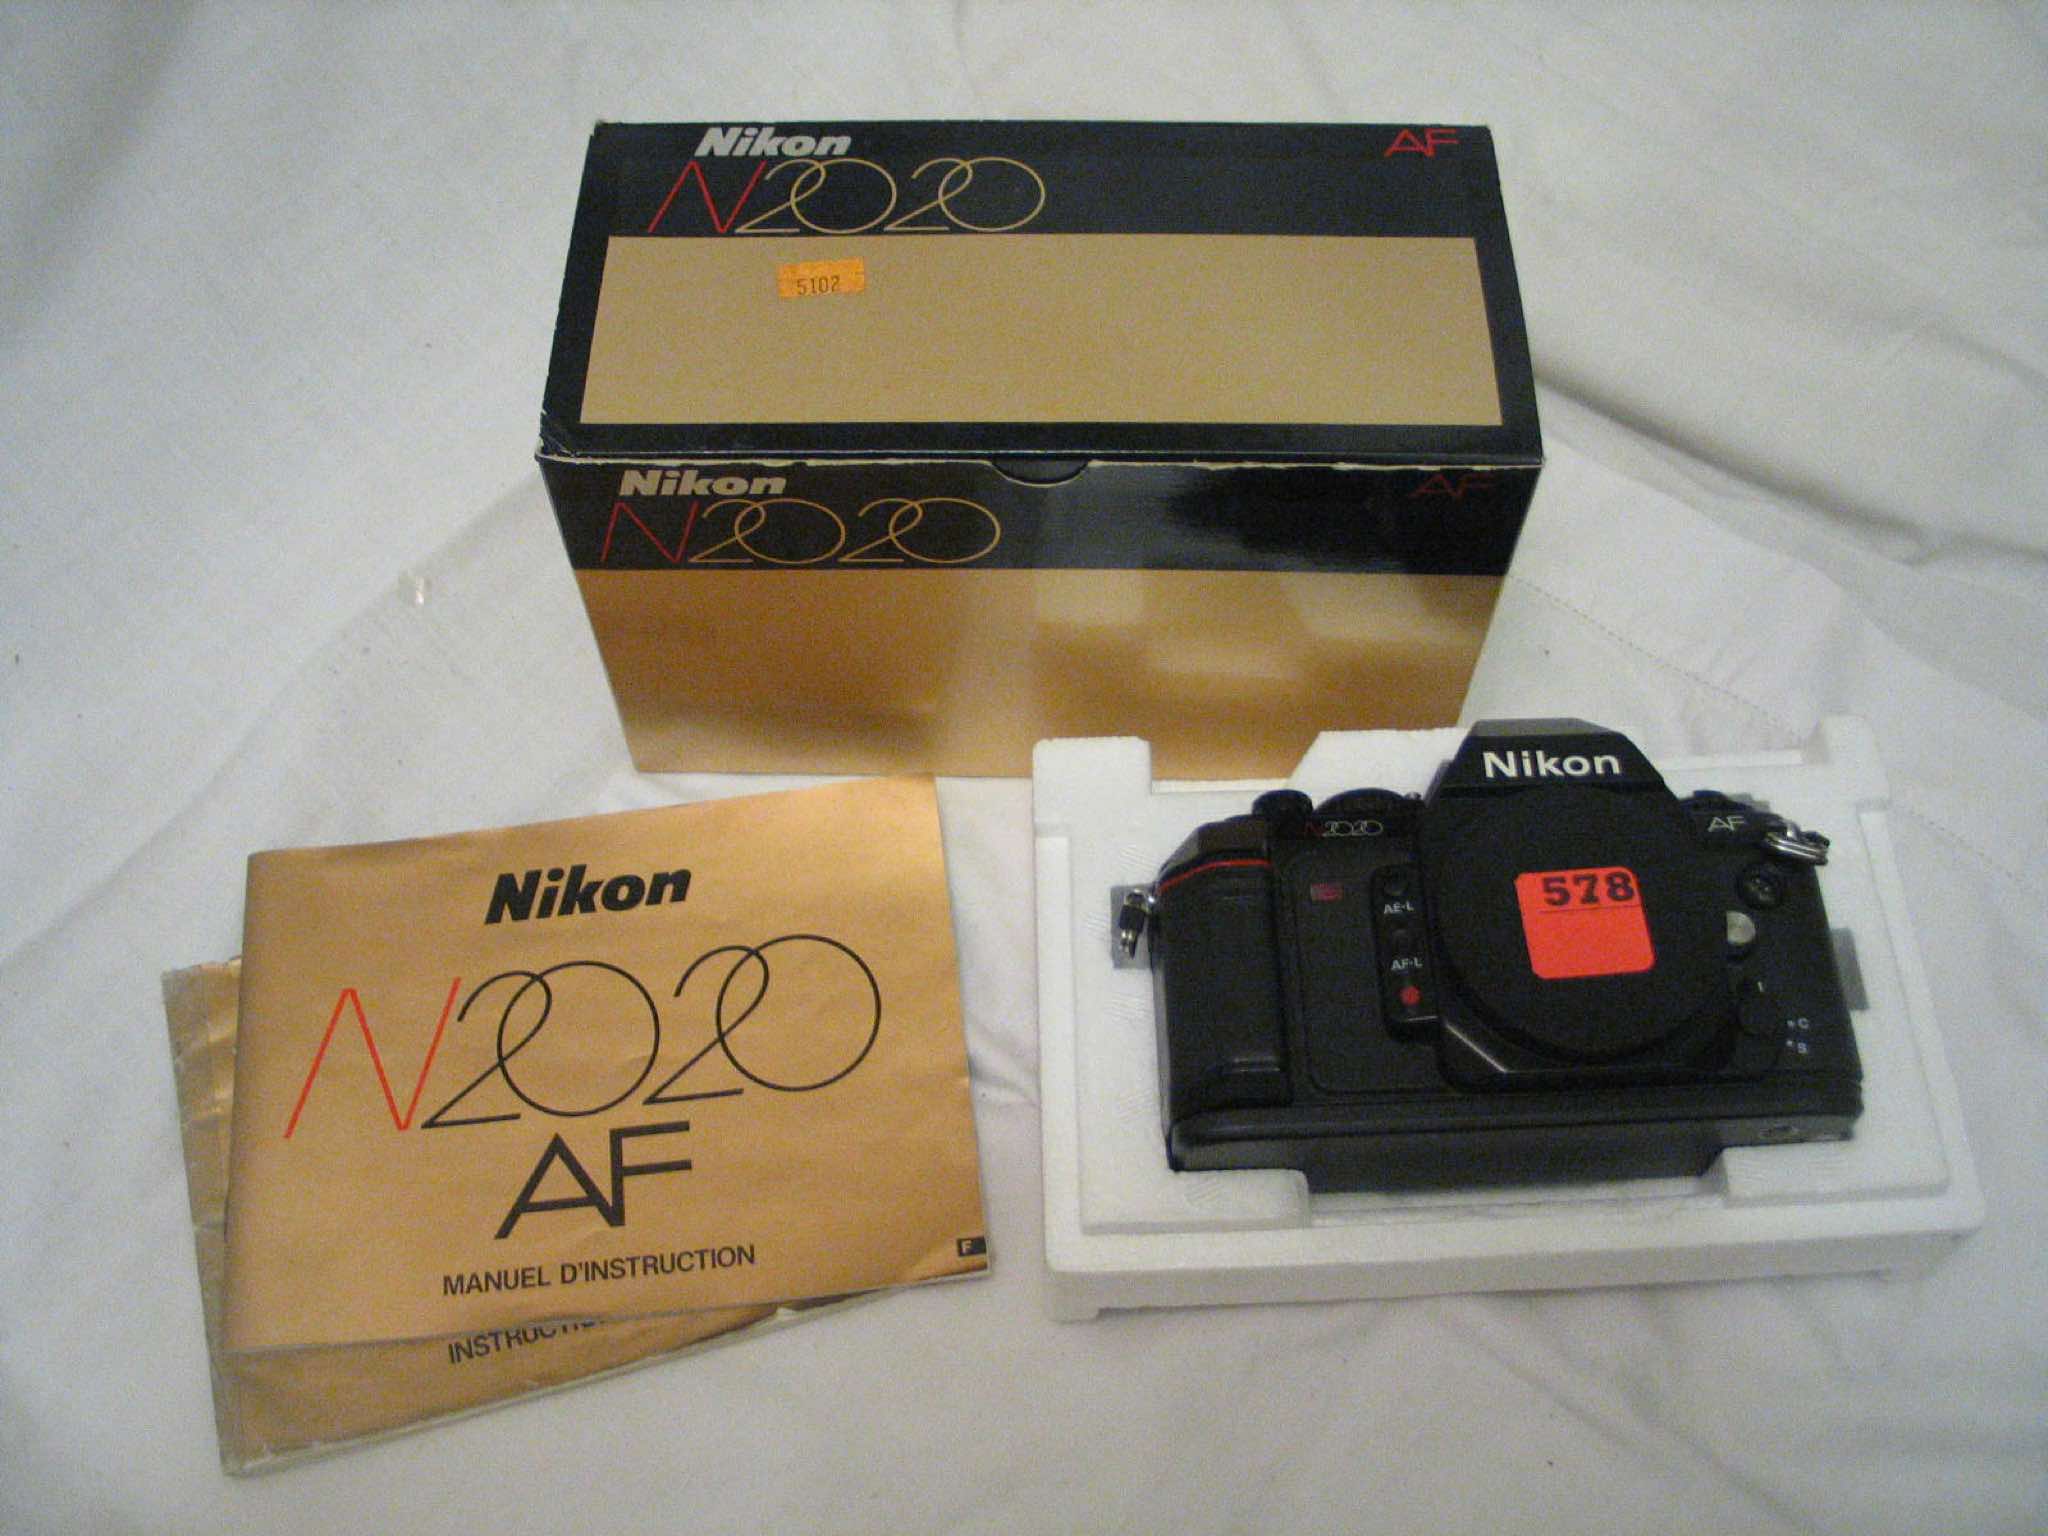 Nikon
AF
N2020
5102
Nikon
AF
N2020
Nikon
N2020
AF
578
AE-L
AF-L
C
S
Nikon
N2020
AF
MANUEL D'INSTRUCTION
F